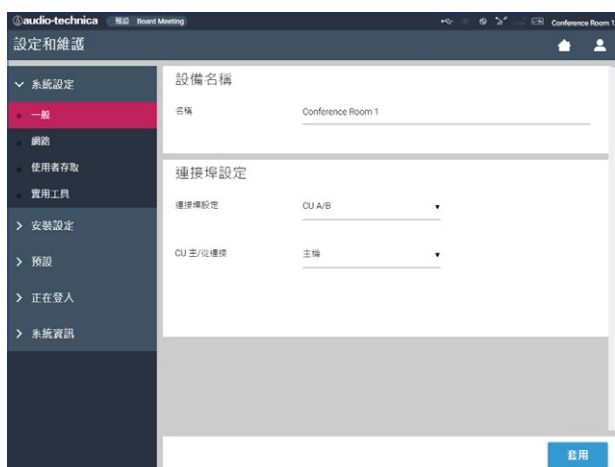 audio-technica 預設 Board Meeting Conference Room 1
設定和維護
系統設定
一般
網路
使用者存取
實用工具
安裝設定
預設
正在登入
系統資訊
設備名稱
名稱 Conference Room 1
連接埠設定
連接埠設定 CU A/B
CU 主/從連線 主機
套用